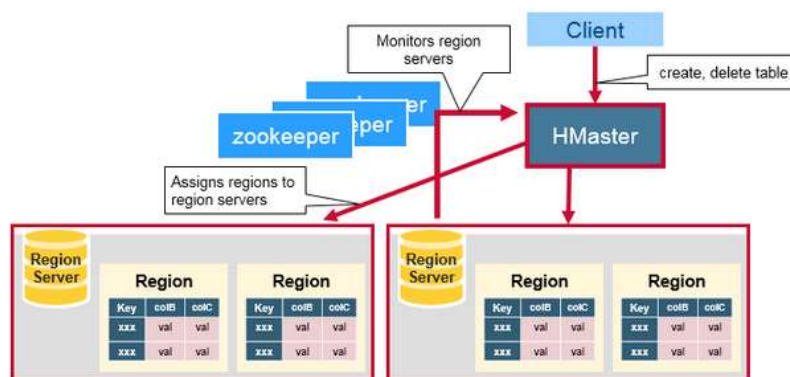 Client
Monitors region
servers
create, delete table
zookeeper
HMaster
Assigns regions to
region servers
Region
Server
Region
Key colB colC
xxx val val
xxx val val
Region
Key colB colC
xxx val val
xxx val val
Region
Server
Region
Key colB colC
xxx val val
xxx val val
Region
Key colB colC
xxx val val
xxx val val